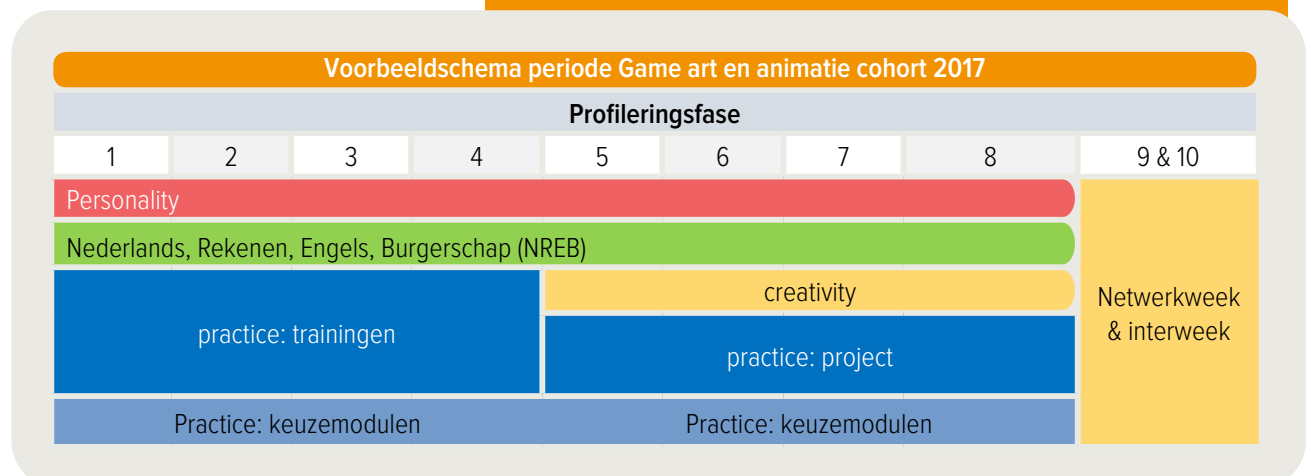 Voorbeeldschema periode Game art en animatie cohort 2017
Profileringsfase
1 2 3 4 5 6 7 8 9 & 10
Personality
Nederlands, Rekenen, Engels, Burgerschap (NREB)
creativity
practice: trainingen
practice: project
Practice: keuzemodulen Practice: keuzemodulen
Netwerkweek
& interweek